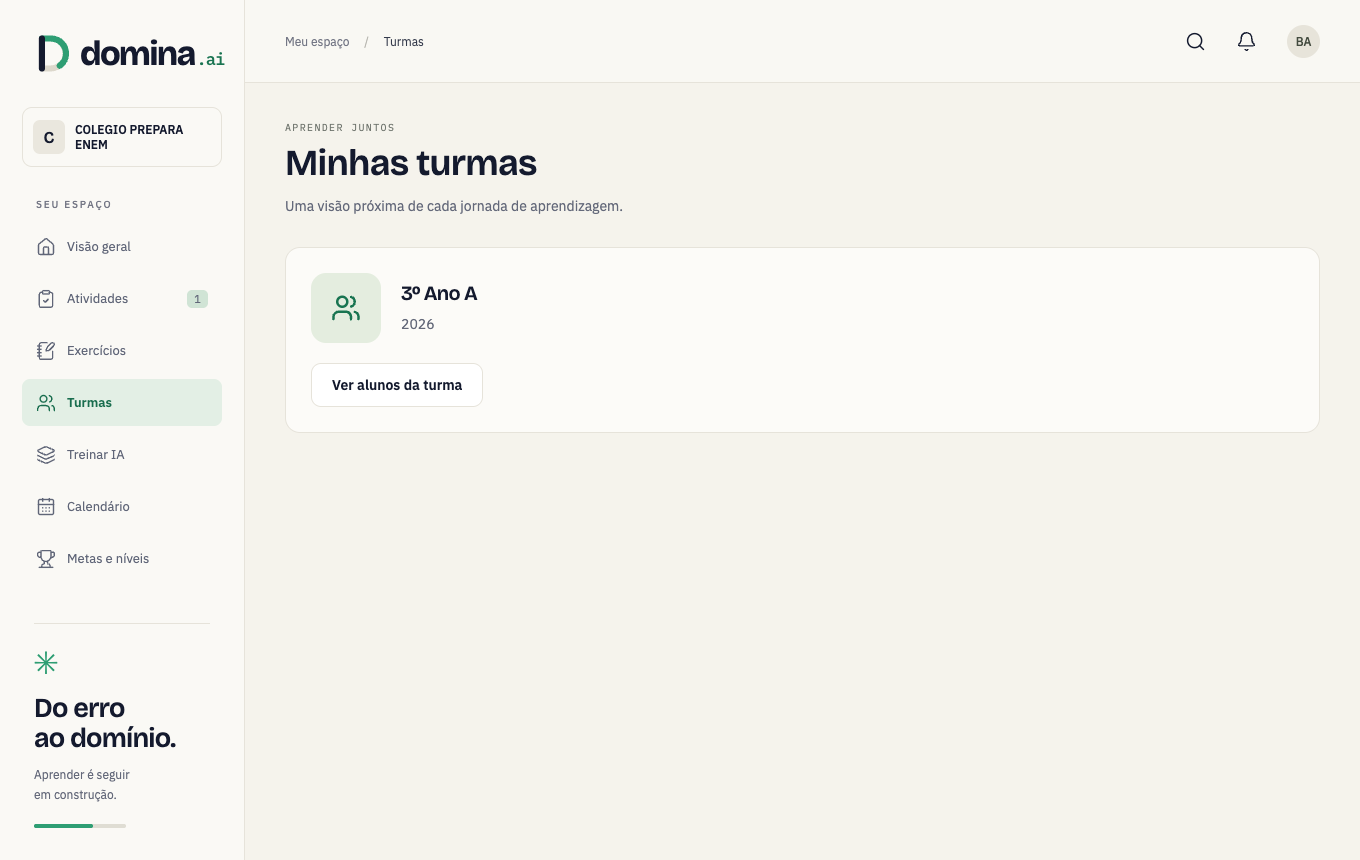 domina.ai
C
COLEGIO PREPARA
ENEM
SEU ESPAÇO
Visão geral
Atividades 1
Exercícios
Turmas
Treinar IA
Calendário
Metas e níveis
Do erro
ao domínio.
Aprender é seguir
em construção.
Meu espaço / Turmas
BA
APRENDER JUNTOS
Minhas turmas
Uma visão próxima de cada jornada de aprendizagem.
3º Ano A
2026
Ver alunos da turma